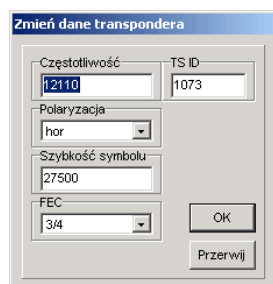 Zmień dane transpondera
Częstotliwość
TS ID
12110
1073
Polaryzacja
hor
Szybkość symbolu
27500
FEC
3/4
OK
Przerwij